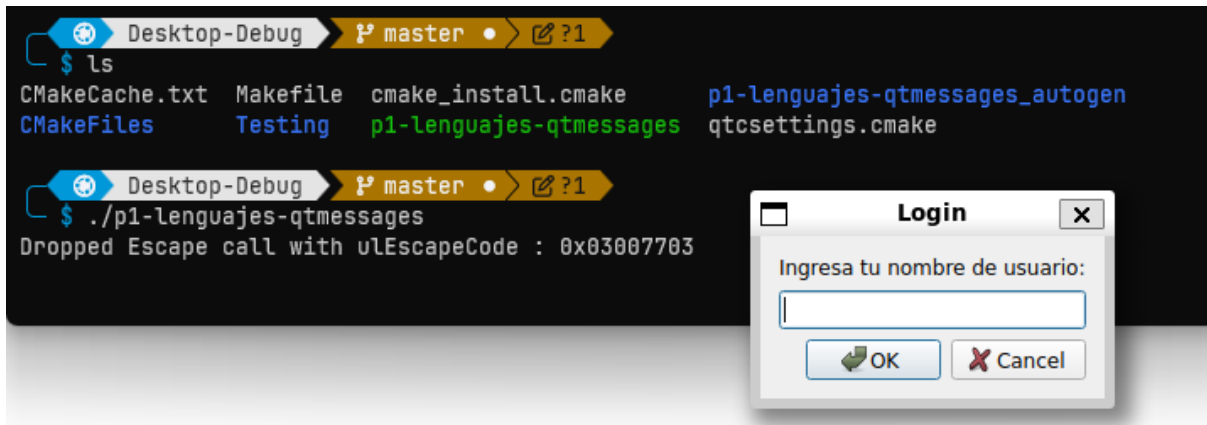 Desktop-Debug master ● ?1
$ ls
CMakeCache.txt Makefile cmake_install.cmake p1-lenguajes-qtmessages_autogen
CMakeFiles Testing p1-lenguajes-qtmessages qtcsettings.cmake
Desktop-Debug master ● ?1
$ ./p1-lenguajes-qtmessages
Dropped Escape call with ulEscapeCode : 0x03007703
Login
Ingresa tu nombre de usuario:
OK Cancel